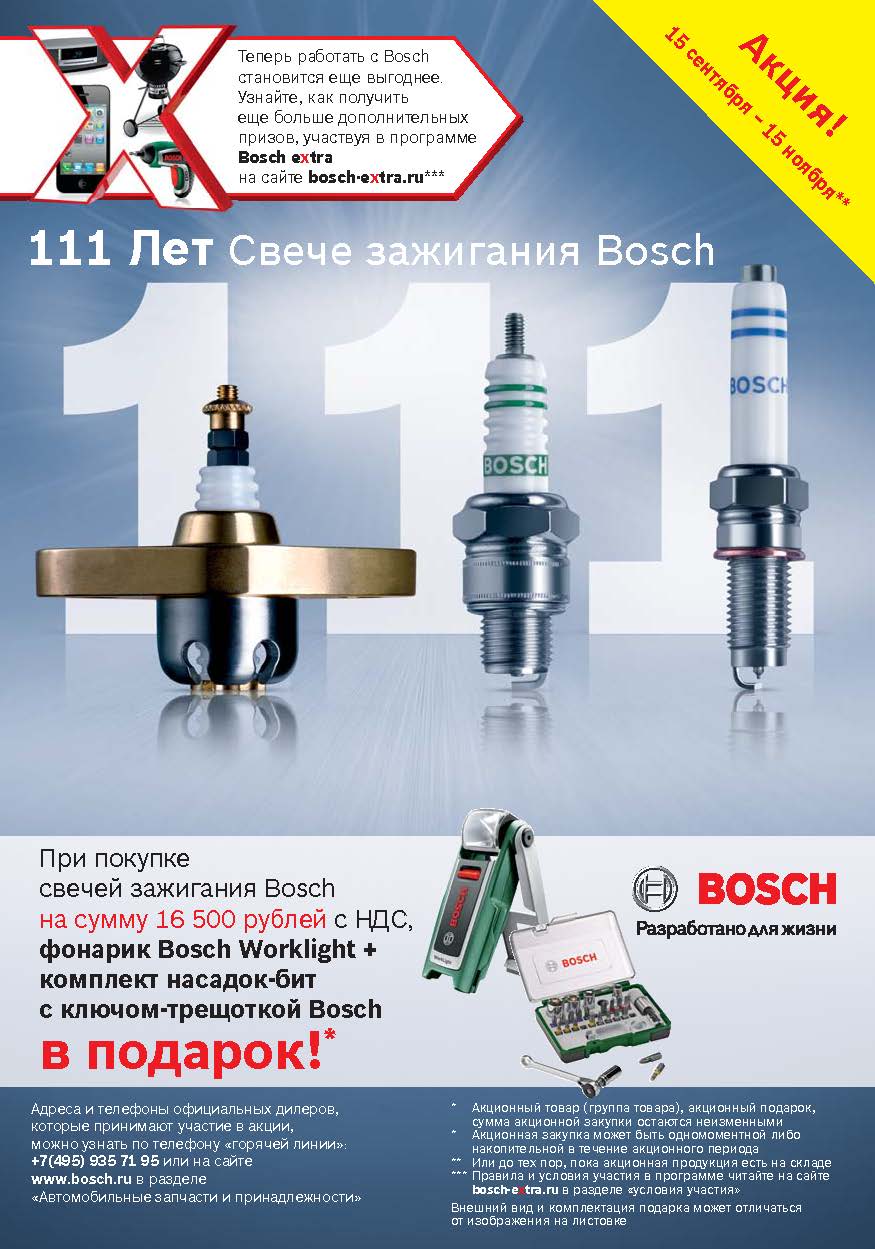 Теперь работать с Bosch
становится еще выгоднее.
Узнайте, как получить
еще больше дополнительных
призов, участвуя в программе
Bosch extra
на сайте bosch-extra.ru***
Акция!
15 сентября – 15 ноября**
111 Лет Свече зажигания Bosch
111
BOSCH
BOSCH
При покупке
свечей зажигания Bosch
на сумму 16 500 рублей с НДС,
фонарик Bosch Worklight +
комплект насадок-бит
с ключом-трещоткой Bosch
в подарок!*
BOSCH
WorkLight
BOSCH
BOSCH
Разработано для жизни
Адреса и телефоны официальных дилеров,
которые принимают участие в акции,
можно узнать по телефону «горячей линии»:
+7(495) 935 71 95 или на сайте
www.bosch.ru в разделе
«Автомобильные запчасти и принадлежности»
* Акционный товар (группа товара), акционный подарок,
сумма акционной закупки остаются неизменными
* Акционная закупка может быть одномоментной либо
накопительной в течение акционного периода
** Или до тех пор, пока акционная продукция есть на складе
*** Правила и условия участия в программе читайте на сайте
bosch-extra.ru в разделе «условия участия»
Внешний вид и комплектация подарка может отличаться
от изображения на листовке